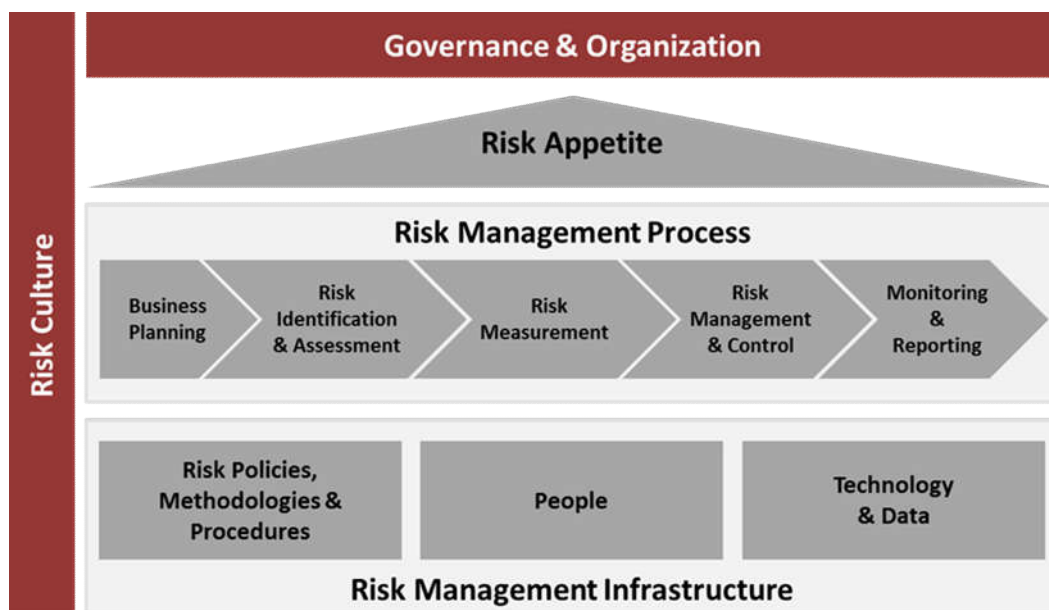 Governance & Organization
Risk Culture
Risk Appetite
Risk Management Process
Business
Planning
Risk
Identification
& Assessment
Risk
Measurement
Risk
Management
& Control
Monitoring
&
Reporting
Risk Policies,
Methodologies &
Procedures
People
Technology
& Data
Risk Management Infrastructure